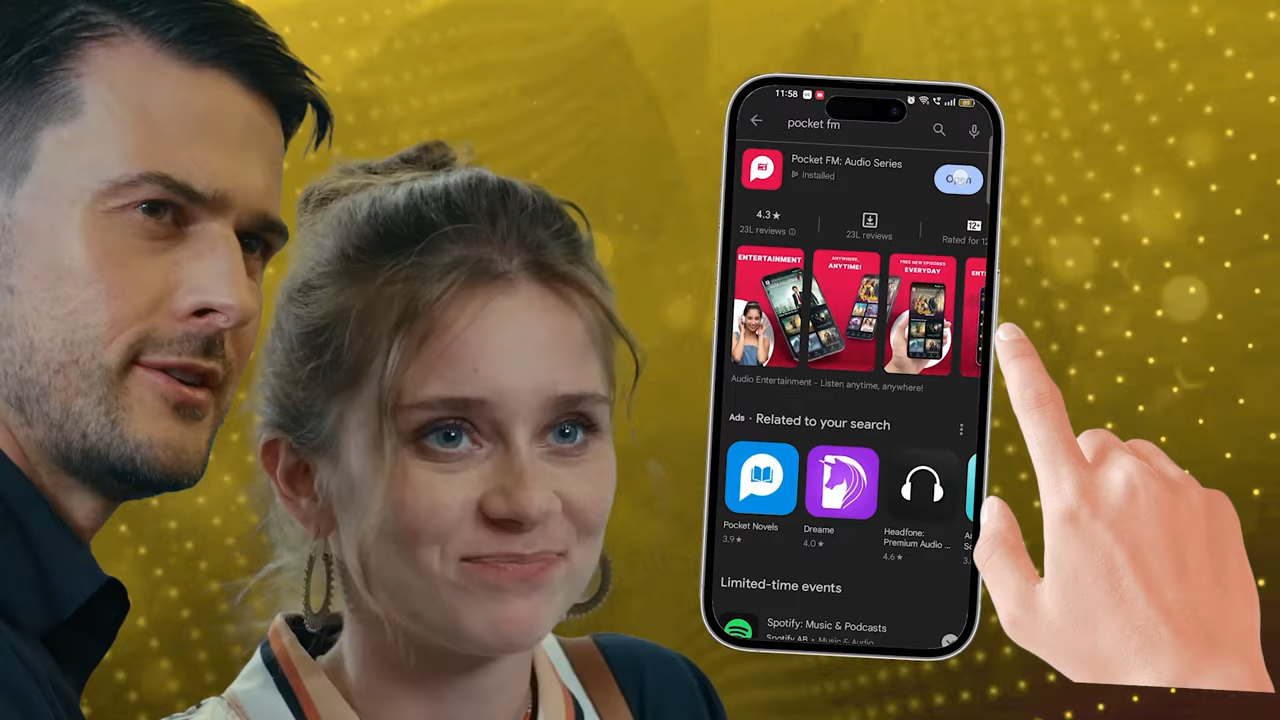 11:58
89
pocket fm
Pocket FM: Audio Series
Installed
Open
4.3★
23L reviews
23L reviews
12+
Rated for 12
ENTERTAINMENT
ANYWHERE,
ANYTIME!
FREE NEW EPISODES
EVERYDAY
ENT
Audio Entertainment - Listen anytime, anywhere!
Ads · Related to your search
Pocket Novels
3.9★
Dreame
4.0★
Headfone:
Premium Audio ...
4.6★
Limited-time events
Spotify: Music & Podcasts
Spotify AB • Music & Audio